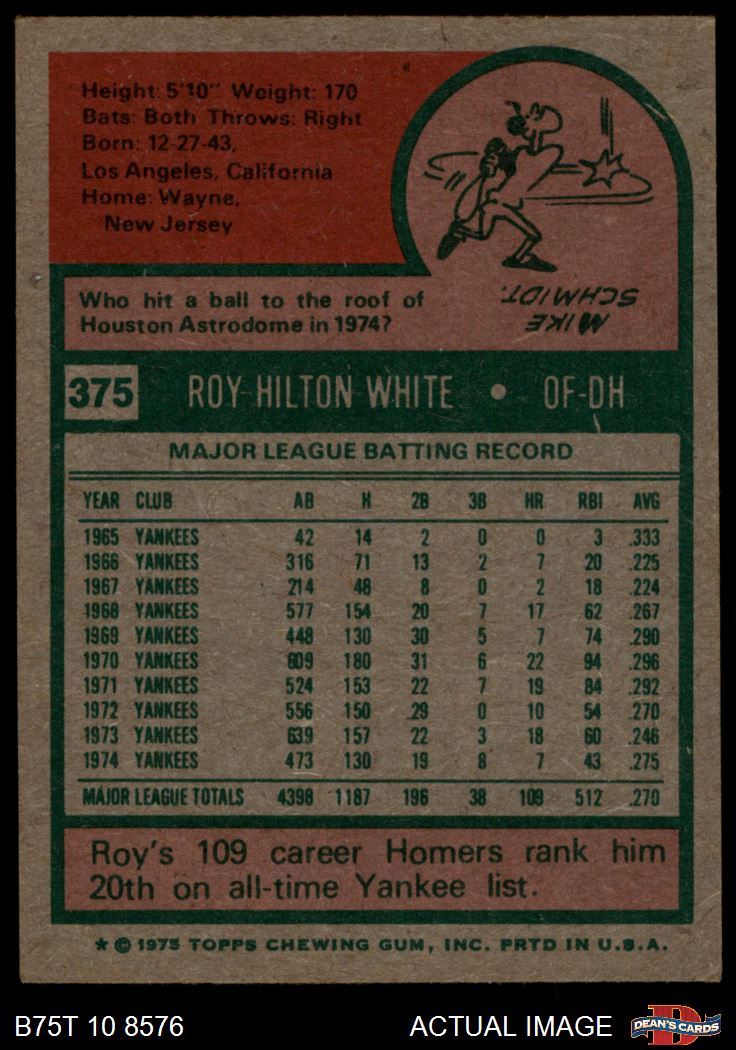 Height: 5'10" Weight: 170
Bats: Both Throws: Right
Born: 12-27-43,
Los Angeles, California
Home: Wayne,
New Jersey
Who hit a ball to the roof of
Houston Astrodome in 1974?
MIKE
SCHMIDT.
375 ROY HILTON WHITE • OF-DH
MAJOR LEAGUE BATTING RECORD
YEAR CLUB AB H 2B 3B HR RBI AVG
1965 YANKEES 42 14 2 0 0 3 .333
1966 YANKEES 316 71 13 2 7 20 .225
1967 YANKEES 214 48 8 0 2 18 .224
1968 YANKEES 577 154 20 7 17 62 .267
1969 YANKEES 448 130 30 5 7 74 .290
1970 YANKEES 609 180 31 6 22 94 .296
1971 YANKEES 524 153 22 7 19 84 .292
1972 YANKEES 556 150 29 0 10 54 .270
1973 YANKEES 639 157 22 3 18 60 .246
1974 YANKEES 473 130 19 8 7 43 .275
MAJOR LEAGUE TOTALS 4398 1187 196 38 109 512 .270
Roy's 109 career Homers rank him
20th on all-time Yankee list.
* © 1975 TOPPS CHEWING GUM, INC. PRTD IN U.S.A.
B75T 10 8576 ACTUAL IMAGE DEAN'S CARDS